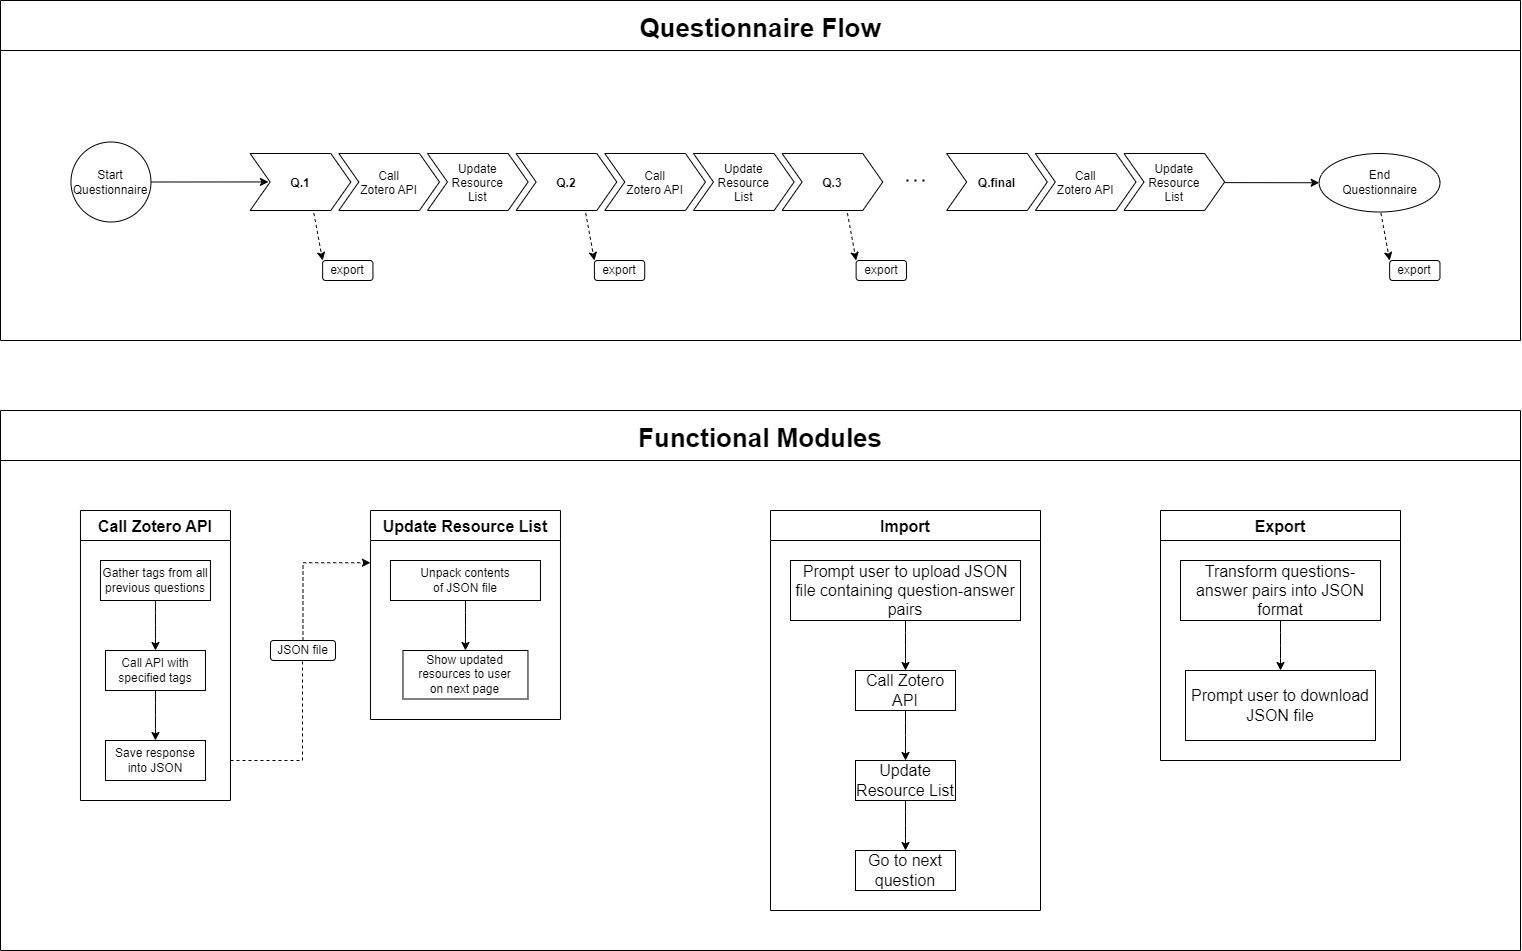 Questionnaire Flow
Start
Questionnaire
Q.1
Call
Zotero API
Update
Resource
List
Q.2
Call
Zotero API
Update
Resource
List
Q.3
...
Q.final
Call
Zotero API
Update
Resource
List
End
Questionnaire
export
export
export
export
Functional Modules
Call Zotero API
Gather tags from all
previous questions
Call API with
specified tags
Save response
into JSON
JSON file
Update Resource List
Unpack contents
of JSON file
Show updated
resources to user
on next page
Import
Prompt user to upload JSON
file containing question-answer
pairs
Call Zotero
API
Update
Resource List
Go to next
question
Export
Transform questions-
answer pairs into JSON
format
Prompt user to download
JSON file